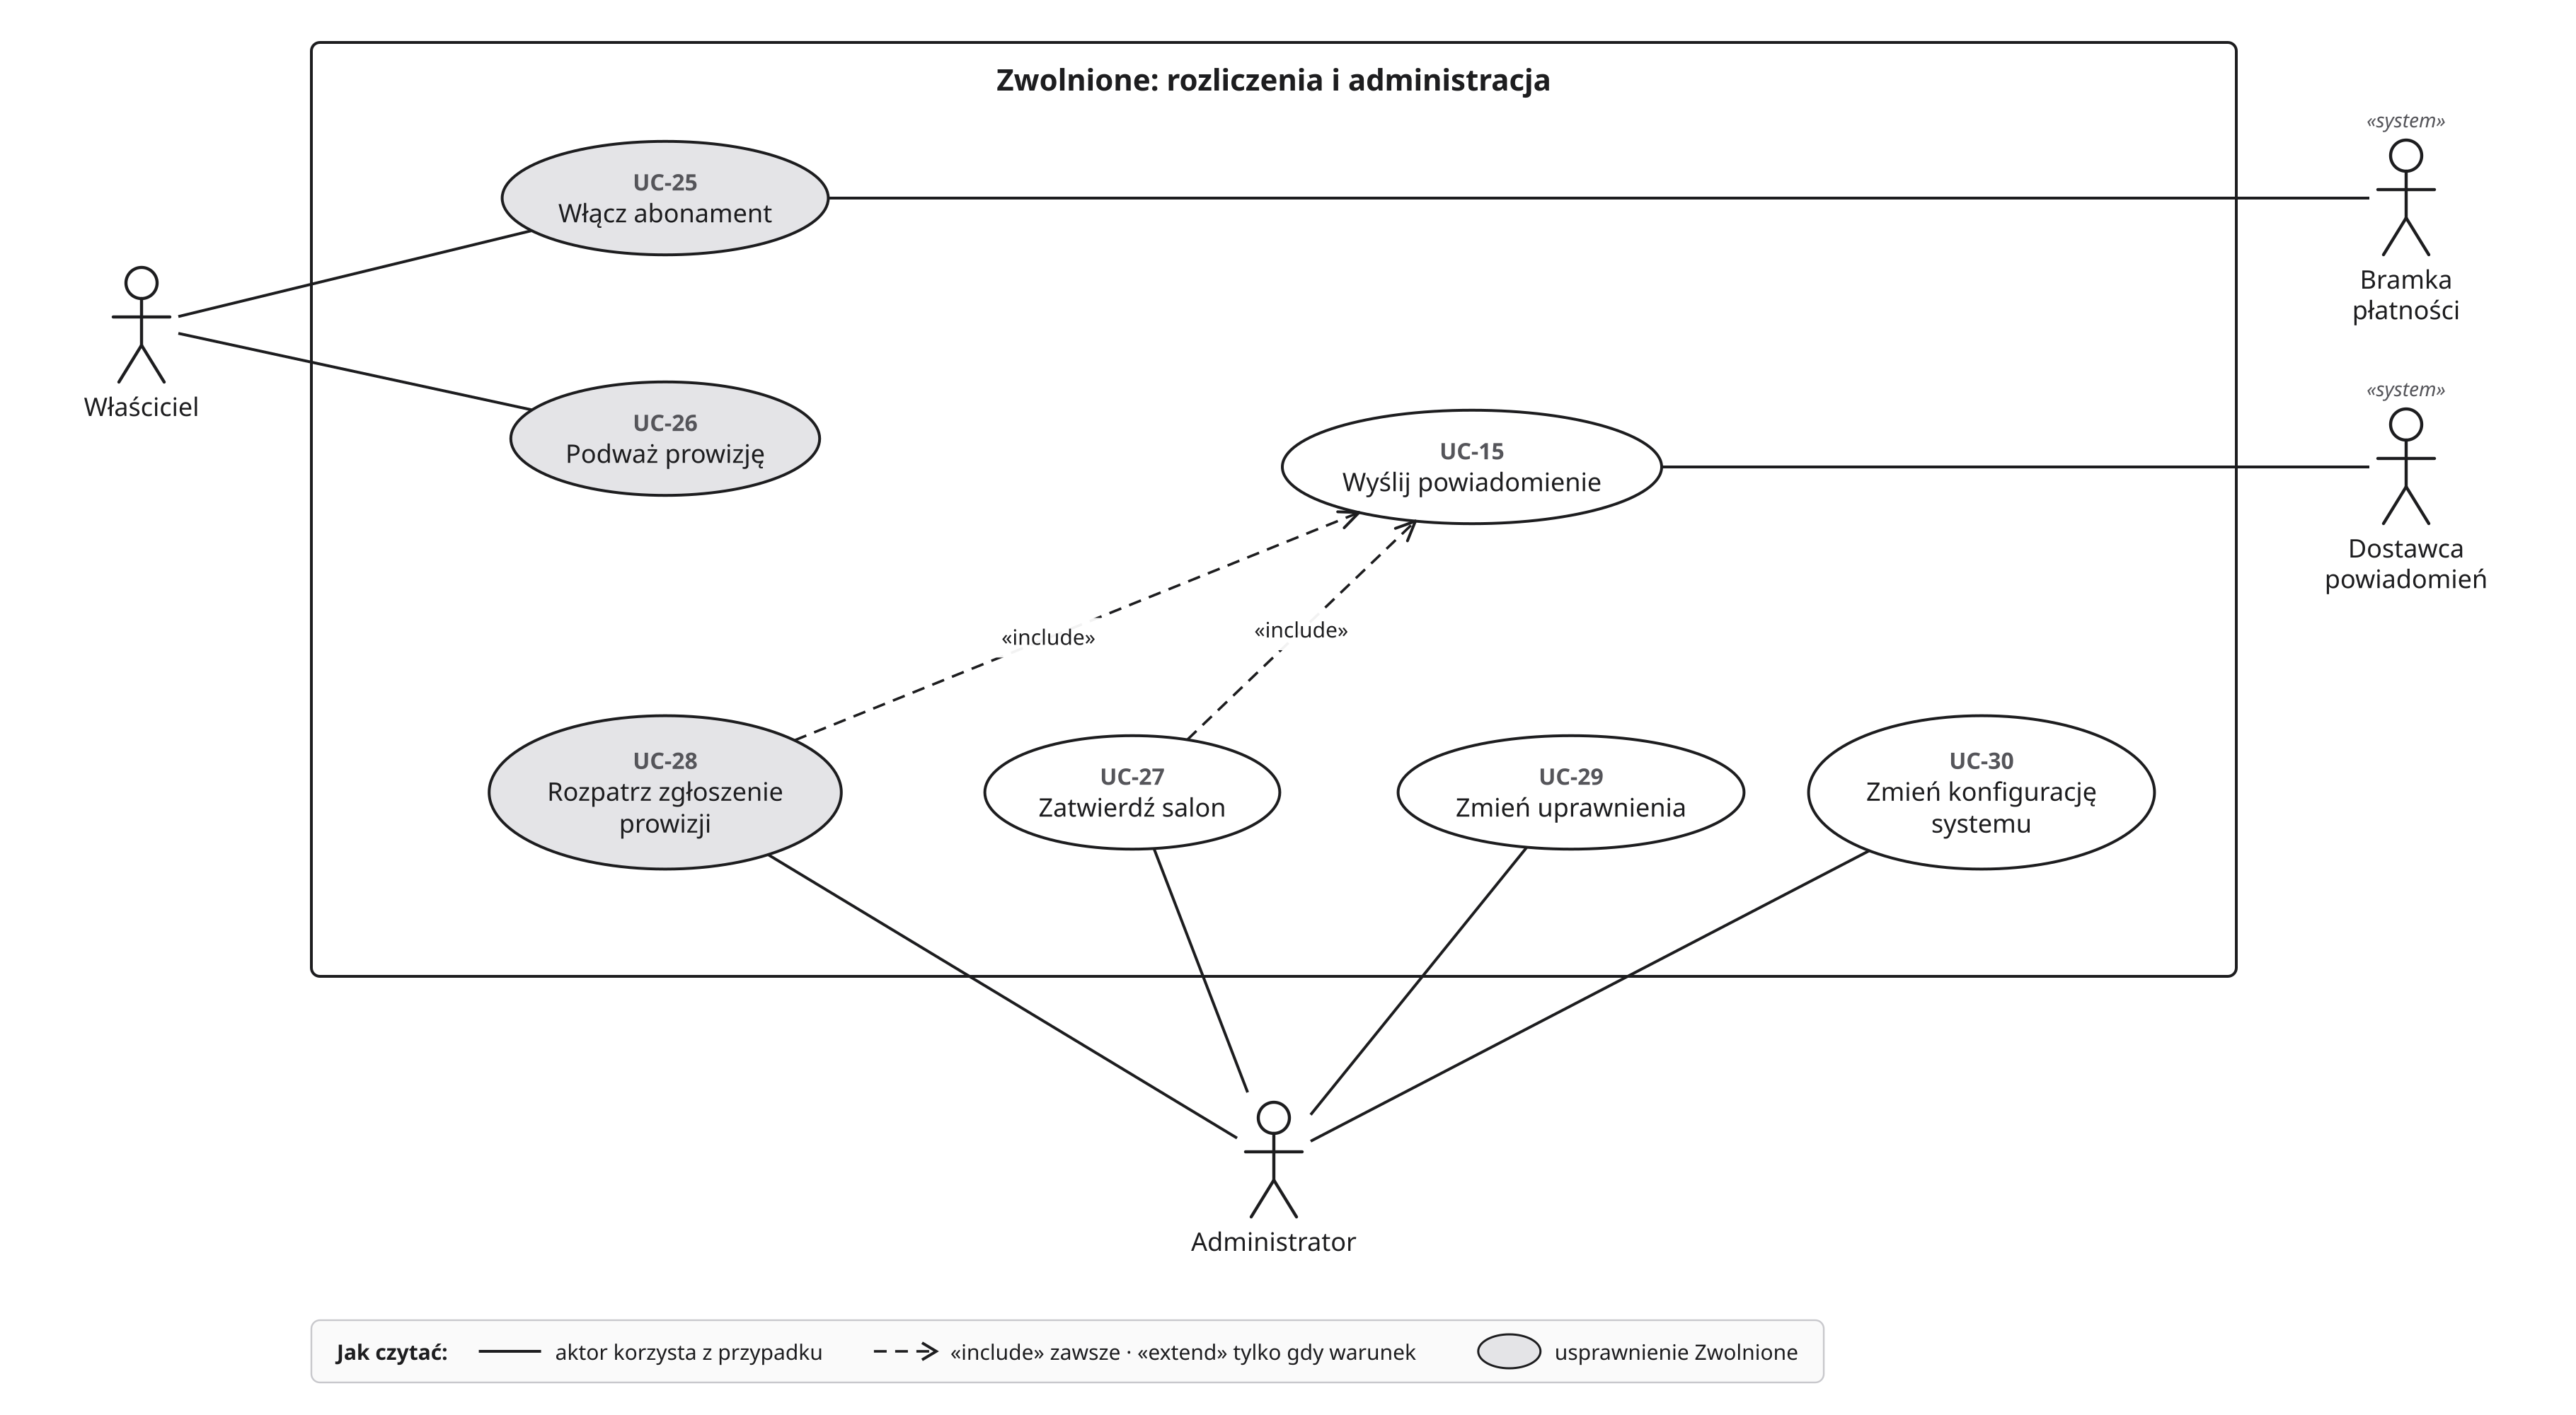 Zwolnione: rozliczenia i administracja
«system»
UC-25
Włącz abonament
Bramka
płatności
Właściciel
«system»
UC-26
Podważ prowizję
UC-15
Wyślij powiadomienie
Dostawca
powiadomień
«include»
«include»
UC-28
Rozpatrz zgłoszenie
prowizji
UC-27
Zatwierdź salon
UC-29
Zmień uprawnienia
UC-30
Zmień konfigurację
systemu
Administrator
Jak czytać: aktor korzysta z przypadku «include» zawsze · «extend» tylko gdy warunek usprawnienie Zwolnione